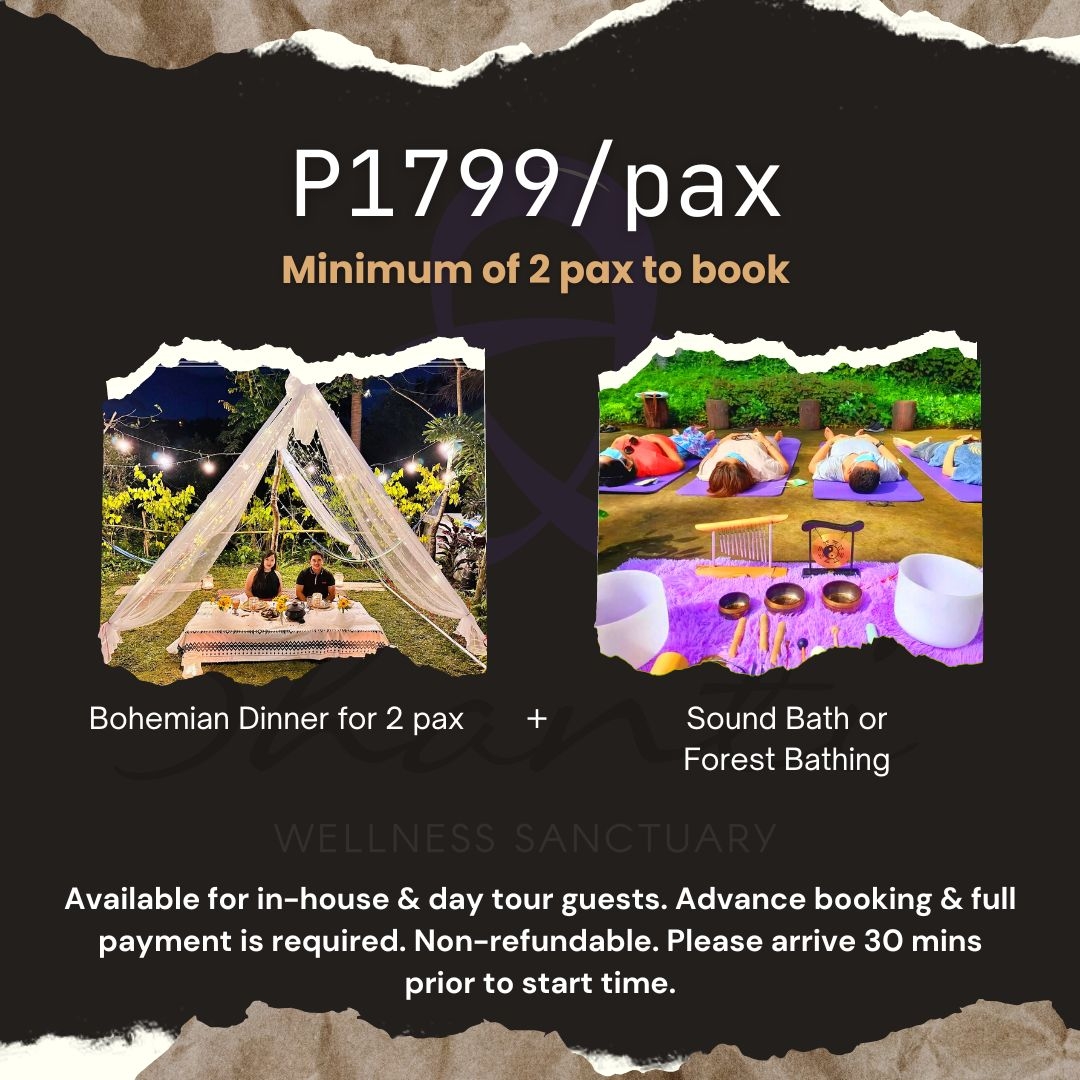 P1799/pax
Minimum of 2 pax to book
Bohemian Dinner for 2 pax + Sound Bath or
Forest Bathing
Shanti
WELLNESS SANCTUARY
Available for in-house & day tour guests. Advance booking & full
payment is required. Non-refundable. Please arrive 30 mins
prior to start time.